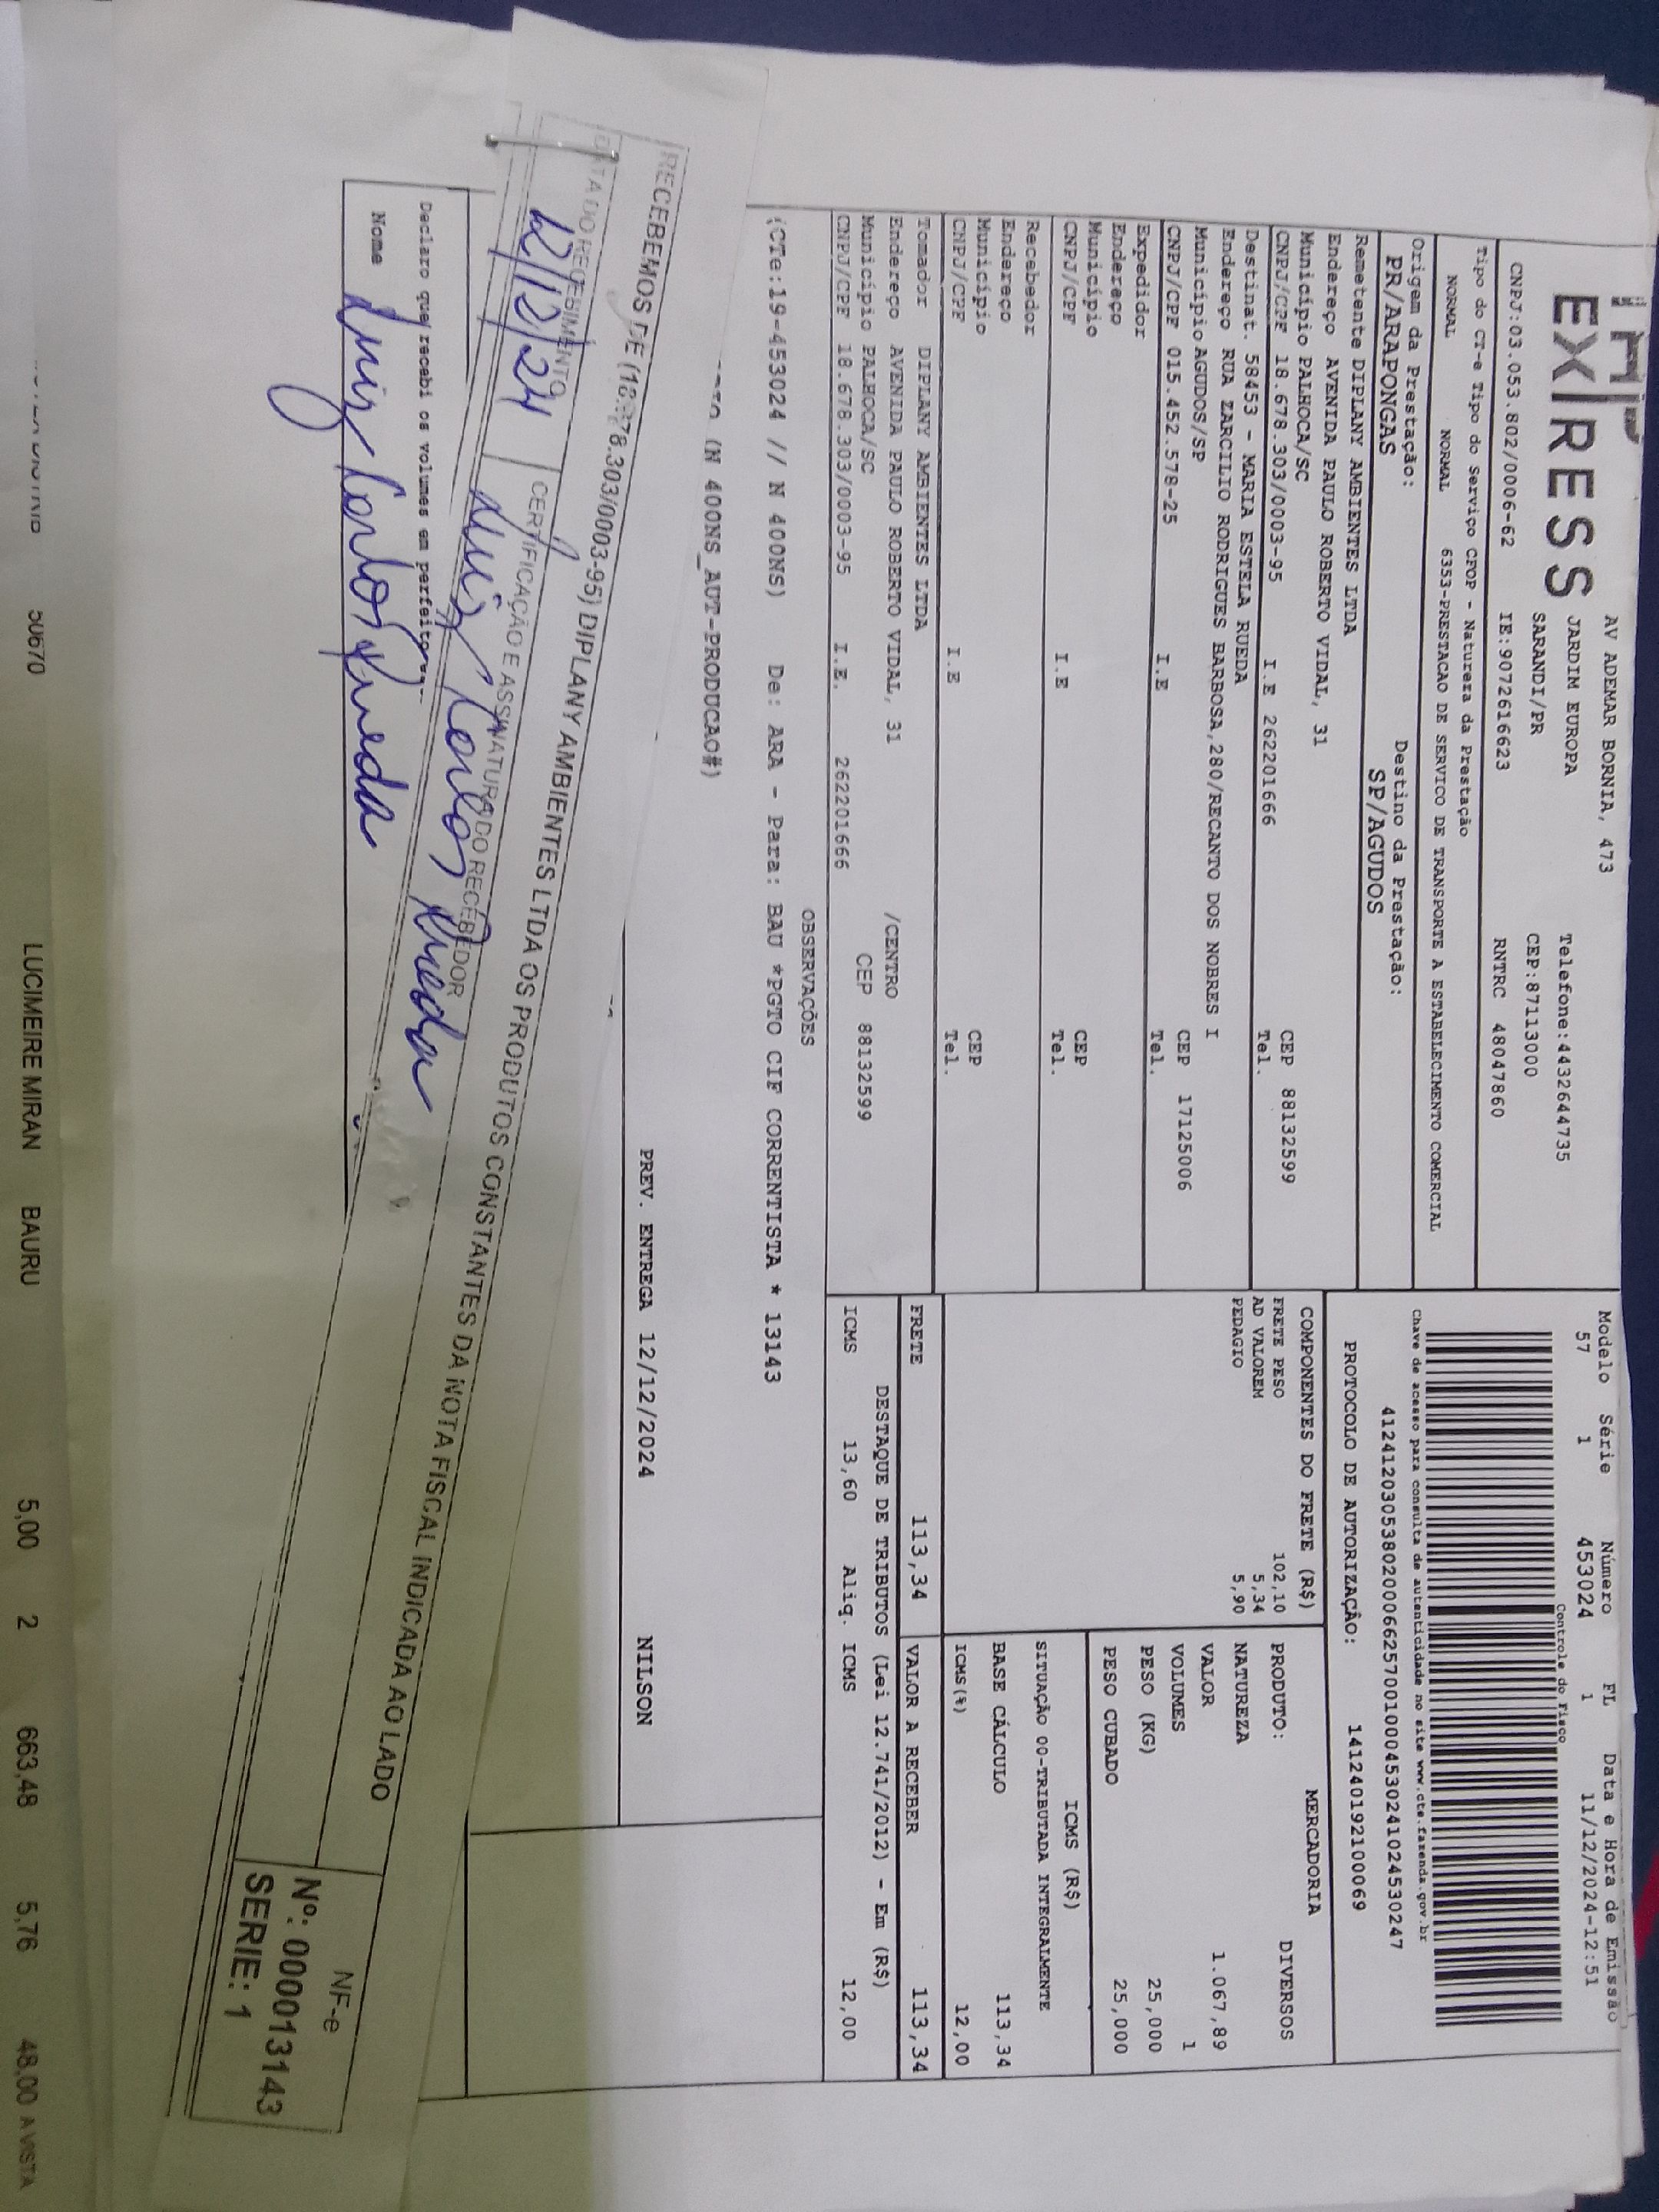 EXPRESS
AV ADEMAR BORNIA, 473
JARDIM EUROPA
Telefone:4432644735
SARANDI/PR
CEP:87113000
CNPJ:03.053.802/0006-62 IE:9072616623 RNTRC 48047860
Modelo Série Número FL Data e Hora de Emissão
57 1 453024 1 11/12/2024-12:51
Controle do Fisco
Chave de acesso para consulta de autenticidade no site www.cte.fazenda.gov.br
41241203053802000662570010004530241024530247
PROTOCOLO DE AUTORIZAÇÃO: 141240192100069
Tipo do CT-e Tipo do Serviço CFOP - Natureza da Prestação
NORMAL NORMAL 6353-PRESTACAO DE SERVICO DE TRANSPORTE A ESTABELECIMENTO COMERCIAL
Origem da Prestação: Destino da Prestação:
PR/ARAPONGAS SP/AGUDOS
Remetente DIPLANY AMBIENTES LTDA
Endereço AVENIDA PAULO ROBERTO VIDAL, 31
Município PALHOCA/SC CEP 88132599
CNPJ/CPF 18.678.303/0003-95 I.E 262201666 Tel.
Destinat. 58453 - MARIA ESTELA RUEDA
Endereço RUA ZARCILIO RODRIGUES BARBOSA,280/RECANTO DOS NOBRES I
Município AGUDOS/SP CEP 17125006
CNPJ/CPF 015.452.578-25 I.E Tel.
Expedidor
Endereço
Município CEP
CNPJ/CPF I.E Tel.
Recebedor
Endereço
Município CEP
CNPJ/CPF I.E Tel.
Tomador DIPLANY AMBIENTES LTDA
Endereço AVENIDA PAULO ROBERTO VIDAL, 31 /CENTRO
Município PALHOCA/SC CEP 88132599
CNPJ/CPF 18.678.303/0003-95 I.E. 262201666
COMPONENTES DO FRETE (R$)
FRETE PESO 102,10
AD VALOREM 5,34
PEDAGIO 5,90
MERCADORIA
PRODUTO: DIVERSOS
NATUREZA
VALOR 1.067,89
VOLUMES 1
PESO (KG) 25,000
PESO CUBADO 25,000
ICMS (R$)
SITUAÇÃO 00-TRIBUTADA INTEGRALMENTE
BASE CÁLCULO 113,34
ICMS(%) 12,00
FRETE 113,34 VALOR A RECEBER 113,34
DESTAQUE DE TRIBUTOS (Lei 12.741/2012) - Em (R$)
ICMS 13,60 Aliq. ICMS 12,00
OBSERVAÇÕES
(CTe:19-453024 // N 400NS) De: ARA - Para: BAU *PGTO CIF CORRENTISTA * 13143
(N 400NS_AUT-PRODUCAO#)
PREV. ENTREGA 12/12/2024 NILSON
RECEBEMOS DE (18.678.303/0003-95) DIPLANY AMBIENTES LTDA OS PRODUTOS CONSTANTES DA NOTA FISCAL INDICADA AO LADO
DATA DO RECEBIMENTO CERTIFICAÇÃO E ASSINATURA DO RECEBEDOR
12/12/24 Luiz Carlos Rueda
NF-e
Nº: 000013143
SERIE: 1
Declaro que recebi os volumes em perfeito
Nome Luiz Carlos Rueda
50670 LUCIMEIRE MIRAN BAURU 5,00 2 663,48 5,76 48,00 A VISTA